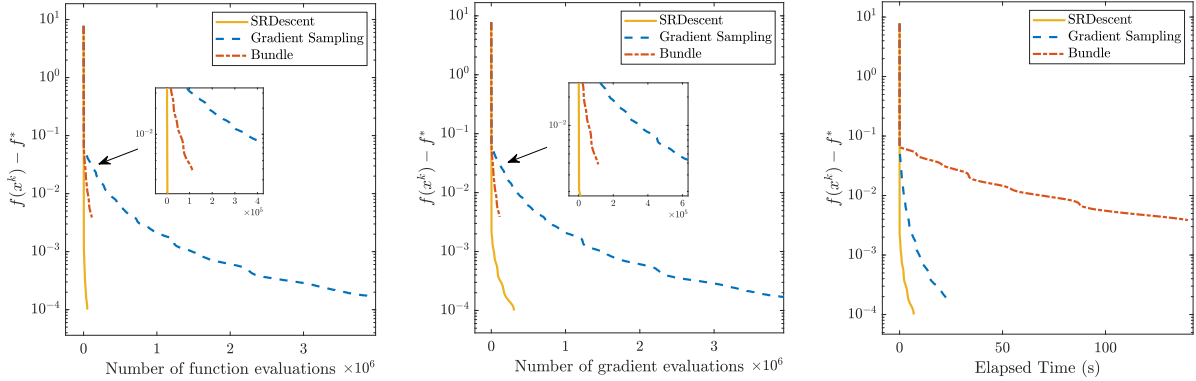 10^1
10^0
10^{-1}
10^{-2}
10^{-3}
10^{-4}
f(x^k) − f^*
SRDescent
Gradient Sampling
Bundle
10^{-2}
0 1 2 3 4
×10^5
0 1 2 3
Number of function evaluations ×10^6
10^1
10^0
10^{-1}
10^{-2}
10^{-3}
10^{-4}
f(x^k) − f^*
SRDescent
Gradient Sampling
Bundle
10^{-2}
0 2 4 6
×10^5
0 1 2 3
Number of gradient evaluations ×10^6
10^1
10^0
10^{-1}
10^{-2}
10^{-3}
10^{-4}
f(x^k) − f^*
SRDescent
Gradient Sampling
Bundle
0 50 100
Elapsed Time (s)